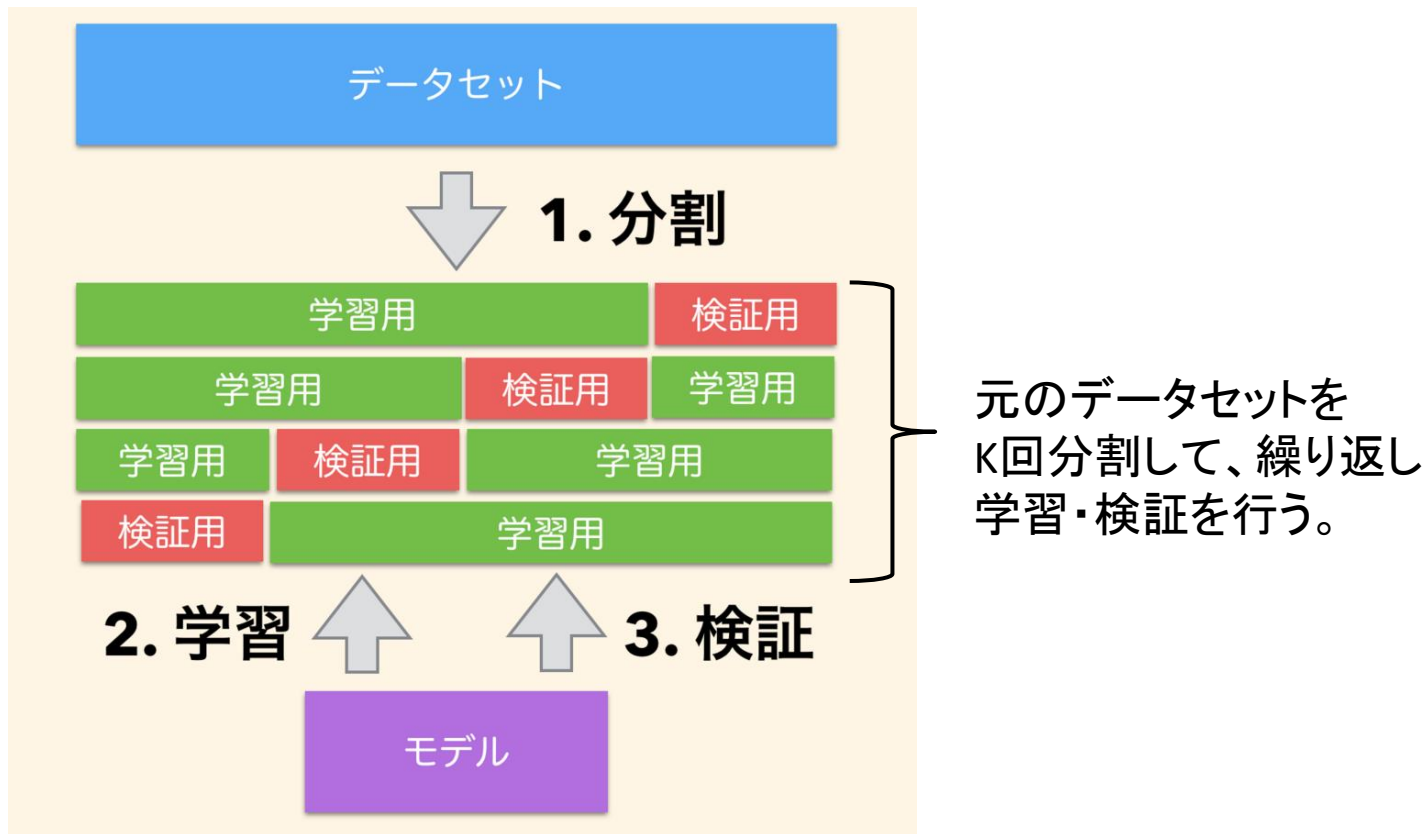 データセット
1. 分割
学習用 検証用
学習用 検証用 学習用
学習用 検証用 学習用
検証用 学習用
元のデータセットを
K回分割して、繰り返し
学習・検証を行う。
2. 学習 3. 検証
モデル